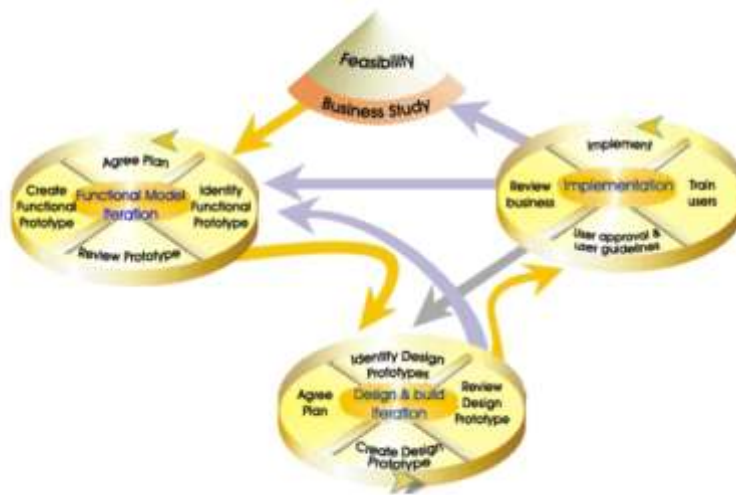 Feasibility
Business Study
Agree Plan
Create
Functional
Prototype
Functional Model
Iteration
Identify
Functional
Prototype
Review Prototype
Implement
Review
business
Implementation
Train
users
User approval &
user guidelines
Identify Design
Prototypes
Agree
Plan
Design & build
Iteration
Review
Design
Prototype
Create Design
Prototype